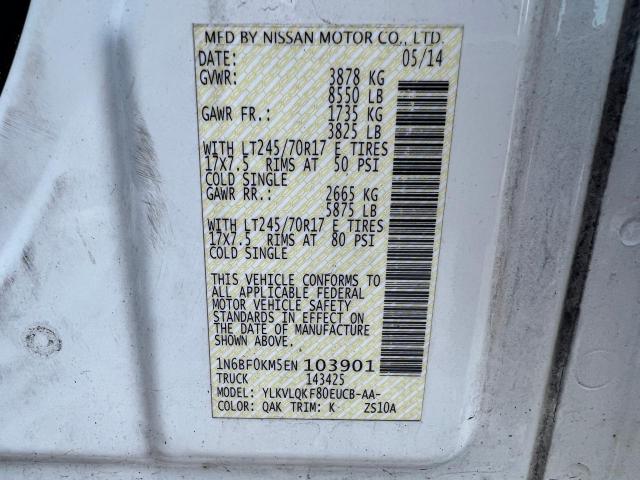 MFD BY NISSAN MOTOR CO., LTD.
DATE: 05/14
GVWR: 3878 KG
8550 LB
GAWR FR.: 1735 KG
3825 LB
WITH LT245/70R17 E TIRES
17X7.5 RIMS AT 50 PSI
COLD SINGLE
GAWR RR.: 2665 KG
5875 LB
WITH LT245/70R17 E TIRES
17X7.5 RIMS AT 80 PSI
COLD SINGLE
THIS VEHICLE CONFORMS TO
ALL APPLICABLE FEDERAL
MOTOR VEHICLE SAFETY
STANDARDS IN EFFECT ON
THE DATE OF MANUFACTURE
SHOWN ABOVE.
1N6BF0KM5EN 103901
TRUCK 143425
MODEL: YLKVLQKF80EUCB-AA-
COLOR: QAK TRIM: K ZS10A